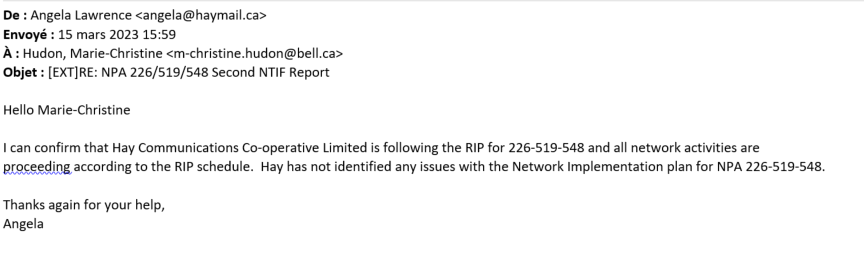 De : Angela Lawrence <angela@haymail.ca>
Envoyé : 15 mars 2023 15:59
À : Hudon, Marie-Christine <m-christine.hudon@bell.ca>
Objet : [EXT]RE: NPA 226/519/548 Second NTIF Report
Hello Marie-Christine
I can confirm that Hay Communications Co-operative Limited is following the RIP for 226-519-548 and all network activities are
proceeding according to the RIP schedule.  Hay has not identified any issues with the Network Implementation plan for NPA 226-519-548.
Thanks again for your help,
Angela